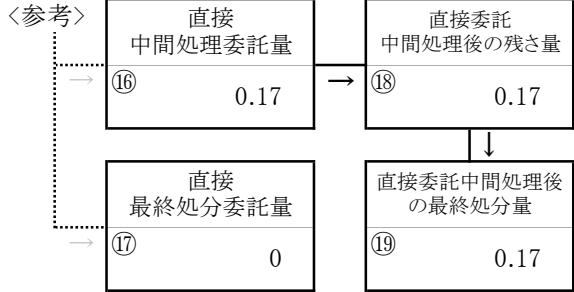 〈参考〉
直接
中間処理委託量
→
⑯
0.17
→
直接委託
中間処理後の残さ量
⑱
0.17
↓
直接
最終処分委託量
→
⑰
0
直接委託中間処理後
の最終処分量
⑲
0.17